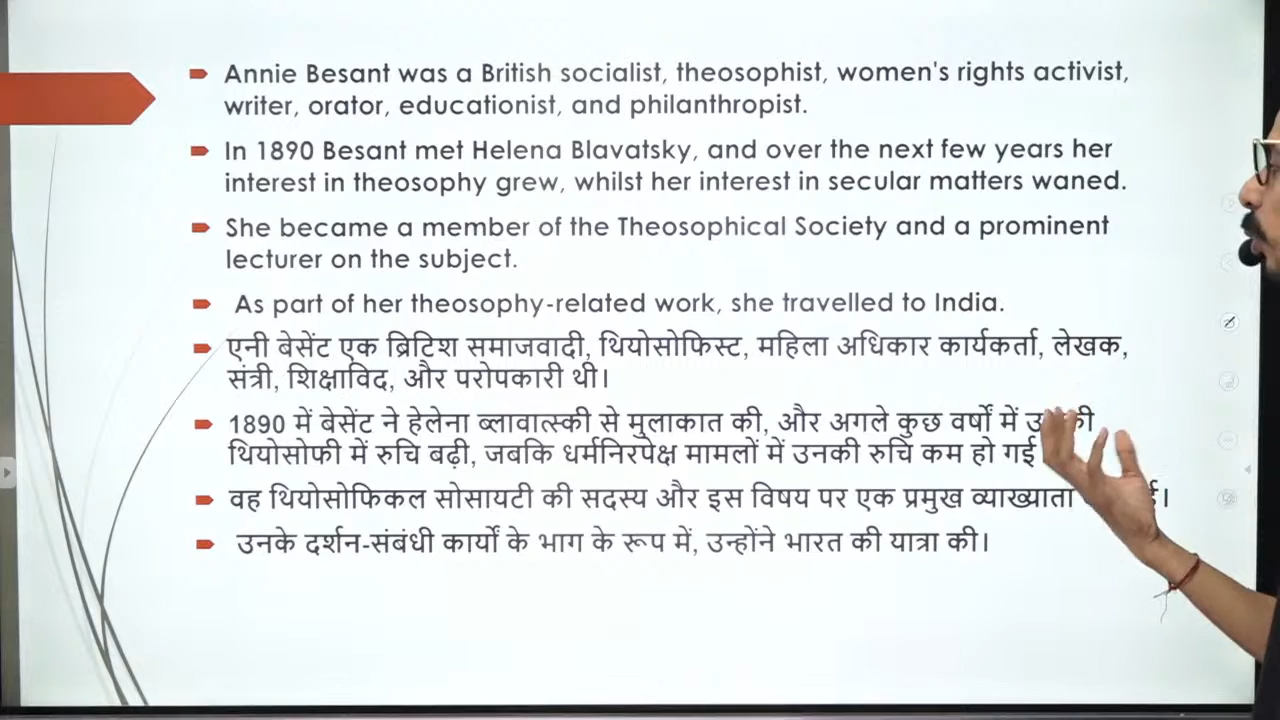 Annie Besant was a British socialist, theosophist, women's rights activist,
writer, orator, educationist, and philanthropist.
In 1890 Besant met Helena Blavatsky, and over the next few years her
interest in theosophy grew, whilst her interest in secular matters waned.
She became a member of the Theosophical Society and a prominent
lecturer on the subject.
As part of her theosophy-related work, she travelled to India.
एनी बेसेंट एक ब्रिटिश समाजवादी, थियोसोफिस्ट, महिला अधिकार कार्यकर्ता, लेखक,
संत्री, शिक्षाविद, और परोपकारी थी।
1890 में बेसेंट ने हेलेना ब्लावात्स्की से मुलाकात की, और अगले कुछ वर्षों में
थियोसोफी में रुचि बढ़ी, जबकि धर्मनिरपेक्ष मामलों में उनकी रुचि कम हो गई
वह थियोसोफिकल सोसायटी की सदस्य और इस विषय पर एक प्रमुख व्याख्याता
उनके दर्शन-संबंधी कार्यों के भाग के रूप में, उन्होंने भारत की यात्रा की।